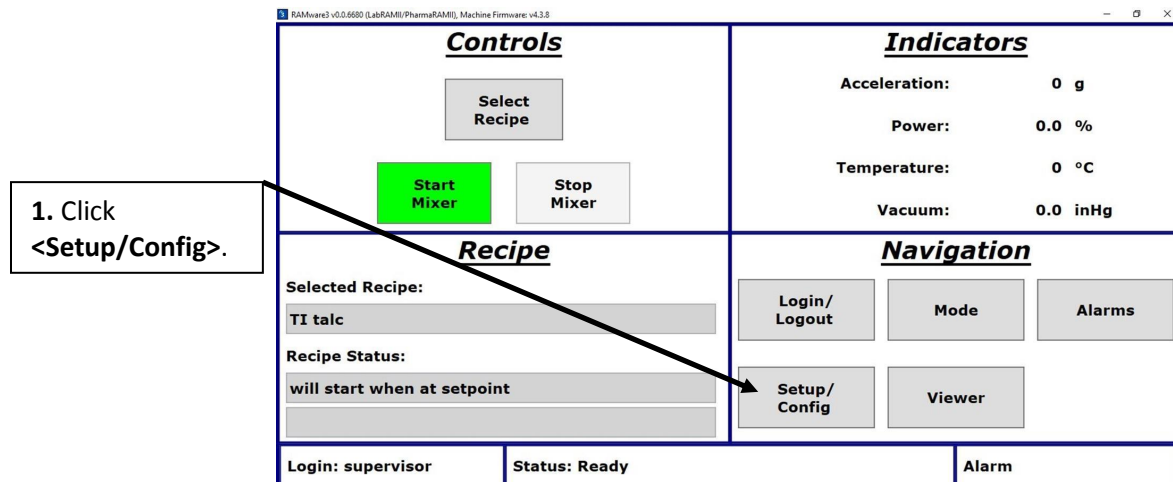 RAMware3 v0.0.6680 (LabRAMII/PharmaRAMII), Machine Firmware: v4.3.8
1. Click
<Setup/Config>.
Controls
Select
Recipe
Start
Mixer
Stop
Mixer
Indicators
Acceleration: 0 g
Power: 0.0 %
Temperature: 0 °C
Vacuum: 0.0 inHg
Recipe
Selected Recipe:
TI talc
Recipe Status:
will start when at setpoint
Navigation
Login/
Logout
Mode
Alarms
Setup/
Config
Viewer
Login: supervisor
Status: Ready
Alarm